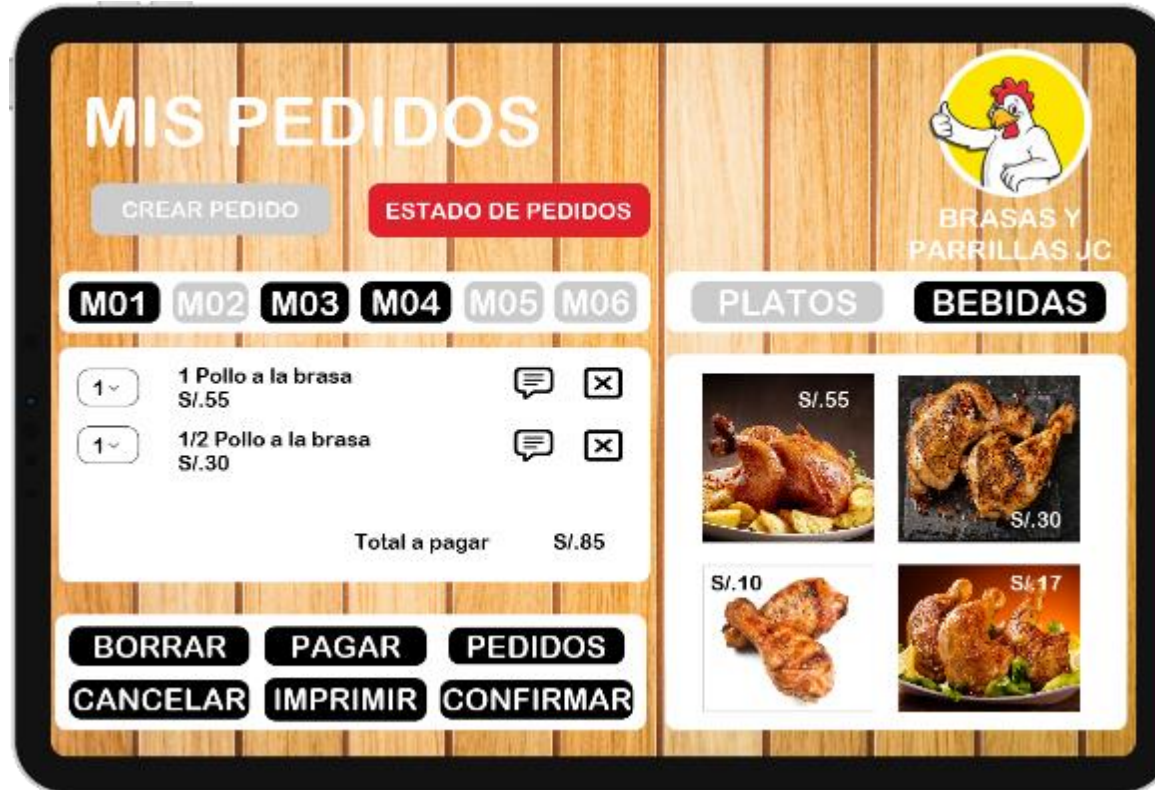 MIS PEDIDOS
CREAR PEDIDO
ESTADO DE PEDIDOS
BRASAS Y
PARRILLAS JC
M01 M02 M03 M04 M05 M06
PLATOS BEBIDAS
1 1 Pollo a la brasa
S/.55
1 1/2 Pollo a la brasa
S/.30
Total a pagar S/.85
S/.55
S/.30
S/.10
S/.17
BORRAR PAGAR PEDIDOS
CANCELAR IMPRIMIR CONFIRMAR